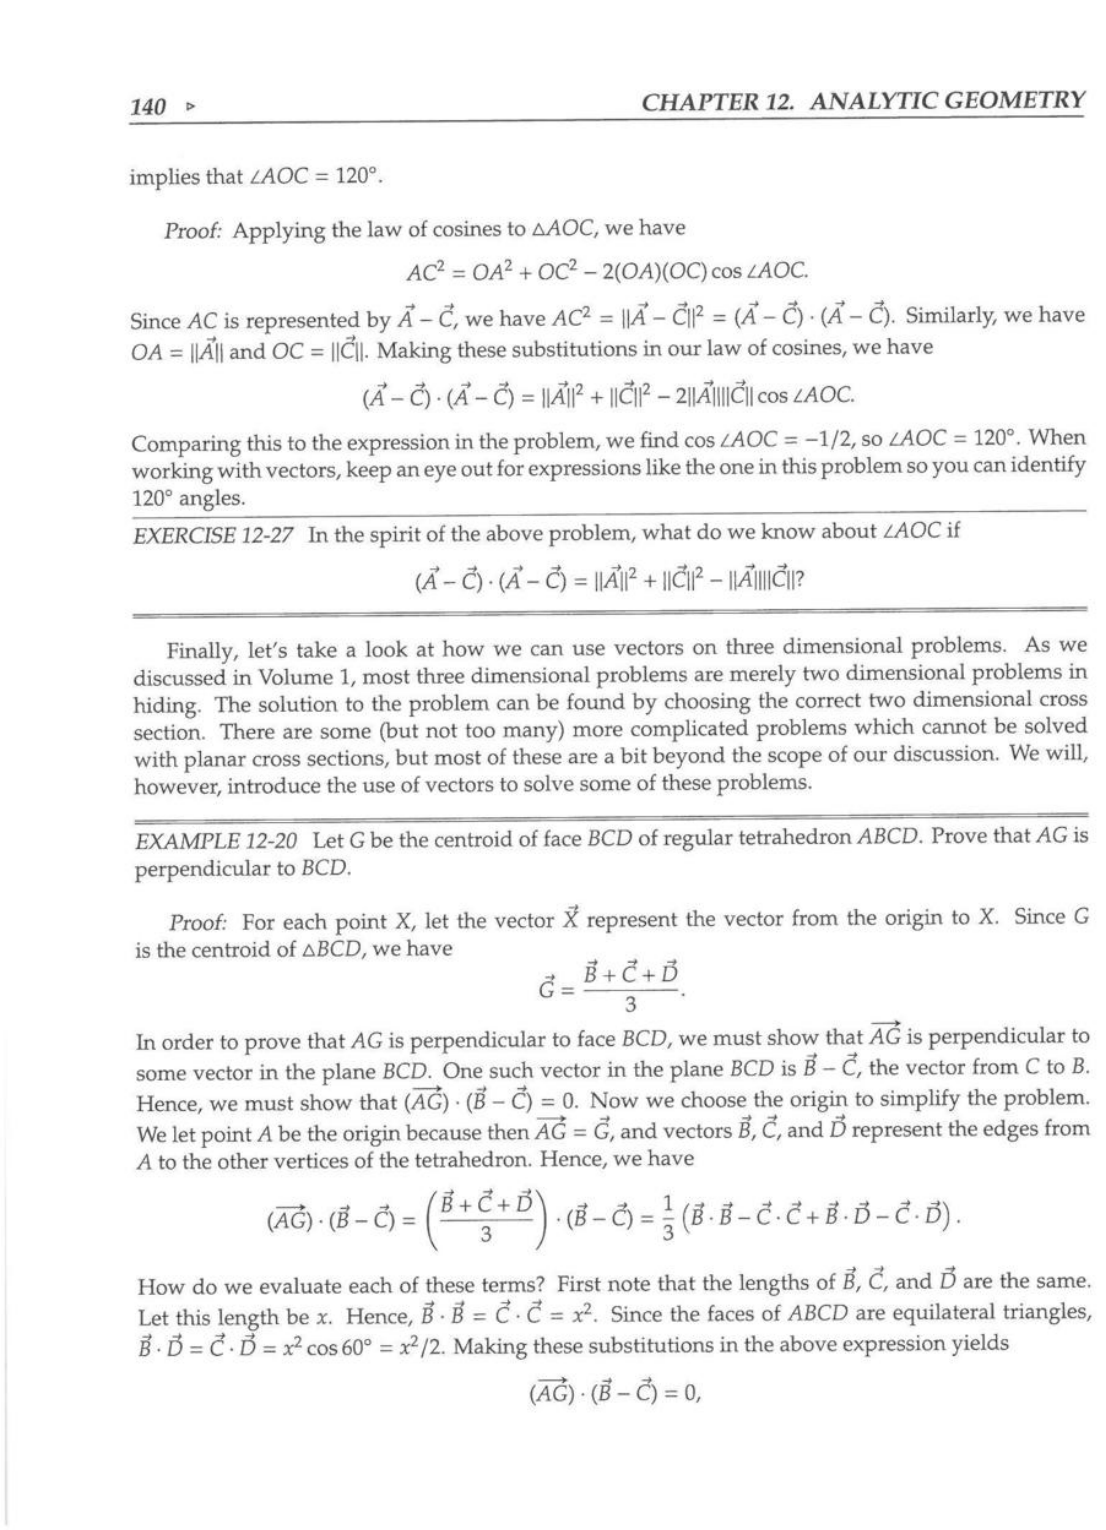 140 ▷ CHAPTER 12. ANALYTIC GEOMETRY
implies that ∠AOC = 120°.
Proof: Applying the law of cosines to △AOC, we have
AC² = OA² + OC² − 2(OA)(OC) cos ∠AOC.
Since AC is represented by A⃗ − C⃗, we have AC² = ||A⃗ − C⃗||² = (A⃗ − C⃗) · (A⃗ − C⃗). Similarly, we have
OA = ||A⃗|| and OC = ||C⃗||. Making these substitutions in our law of cosines, we have
(A⃗ − C⃗) · (A⃗ − C⃗) = ||A⃗||² + ||C⃗||² − 2||A⃗||||C⃗|| cos ∠AOC.
Comparing this to the expression in the problem, we find cos ∠AOC = −1/2, so ∠AOC = 120°. When
working with vectors, keep an eye out for expressions like the one in this problem so you can identify
120° angles.
EXERCISE 12-27 In the spirit of the above problem, what do we know about ∠AOC if
(A⃗ − C⃗) · (A⃗ − C⃗) = ||A⃗||² + ||C⃗||² − ||A⃗||||C⃗||?
Finally, let's take a look at how we can use vectors on three dimensional problems. As we
discussed in Volume 1, most three dimensional problems are merely two dimensional problems in
hiding. The solution to the problem can be found by choosing the correct two dimensional cross
section. There are some (but not too many) more complicated problems which cannot be solved
with planar cross sections, but most of these are a bit beyond the scope of our discussion. We will,
however, introduce the use of vectors to solve some of these problems.
EXAMPLE 12-20 Let G be the centroid of face BCD of regular tetrahedron ABCD. Prove that AG is
perpendicular to BCD.
Proof: For each point X, let the vector X⃗ represent the vector from the origin to X. Since G
is the centroid of △BCD, we have
G⃗ = (B⃗ + C⃗ + D⃗)/3.
In order to prove that AG is perpendicular to face BCD, we must show that AG⃗ is perpendicular to
some vector in the plane BCD. One such vector in the plane BCD is B⃗ − C⃗, the vector from C to B.
Hence, we must show that (AG⃗) · (B⃗ − C⃗) = 0. Now we choose the origin to simplify the problem.
We let point A be the origin because then AG⃗ = G⃗, and vectors B⃗, C⃗, and D⃗ represent the edges from
A to the other vertices of the tetrahedron. Hence, we have
(AG⃗) · (B⃗ − C⃗) = ((B⃗ + C⃗ + D⃗)/3) · (B⃗ − C⃗) = 1/3 (B⃗ · B⃗ − C⃗ · C⃗ + B⃗ · D⃗ − C⃗ · D⃗).
How do we evaluate each of these terms? First note that the lengths of B⃗, C⃗, and D⃗ are the same.
Let this length be x. Hence, B⃗ · B⃗ = C⃗ · C⃗ = x². Since the faces of ABCD are equilateral triangles,
B⃗ · D⃗ = C⃗ · D⃗ = x² cos 60° = x²/2. Making these substitutions in the above expression yields
(AG⃗) · (B⃗ − C⃗) = 0,